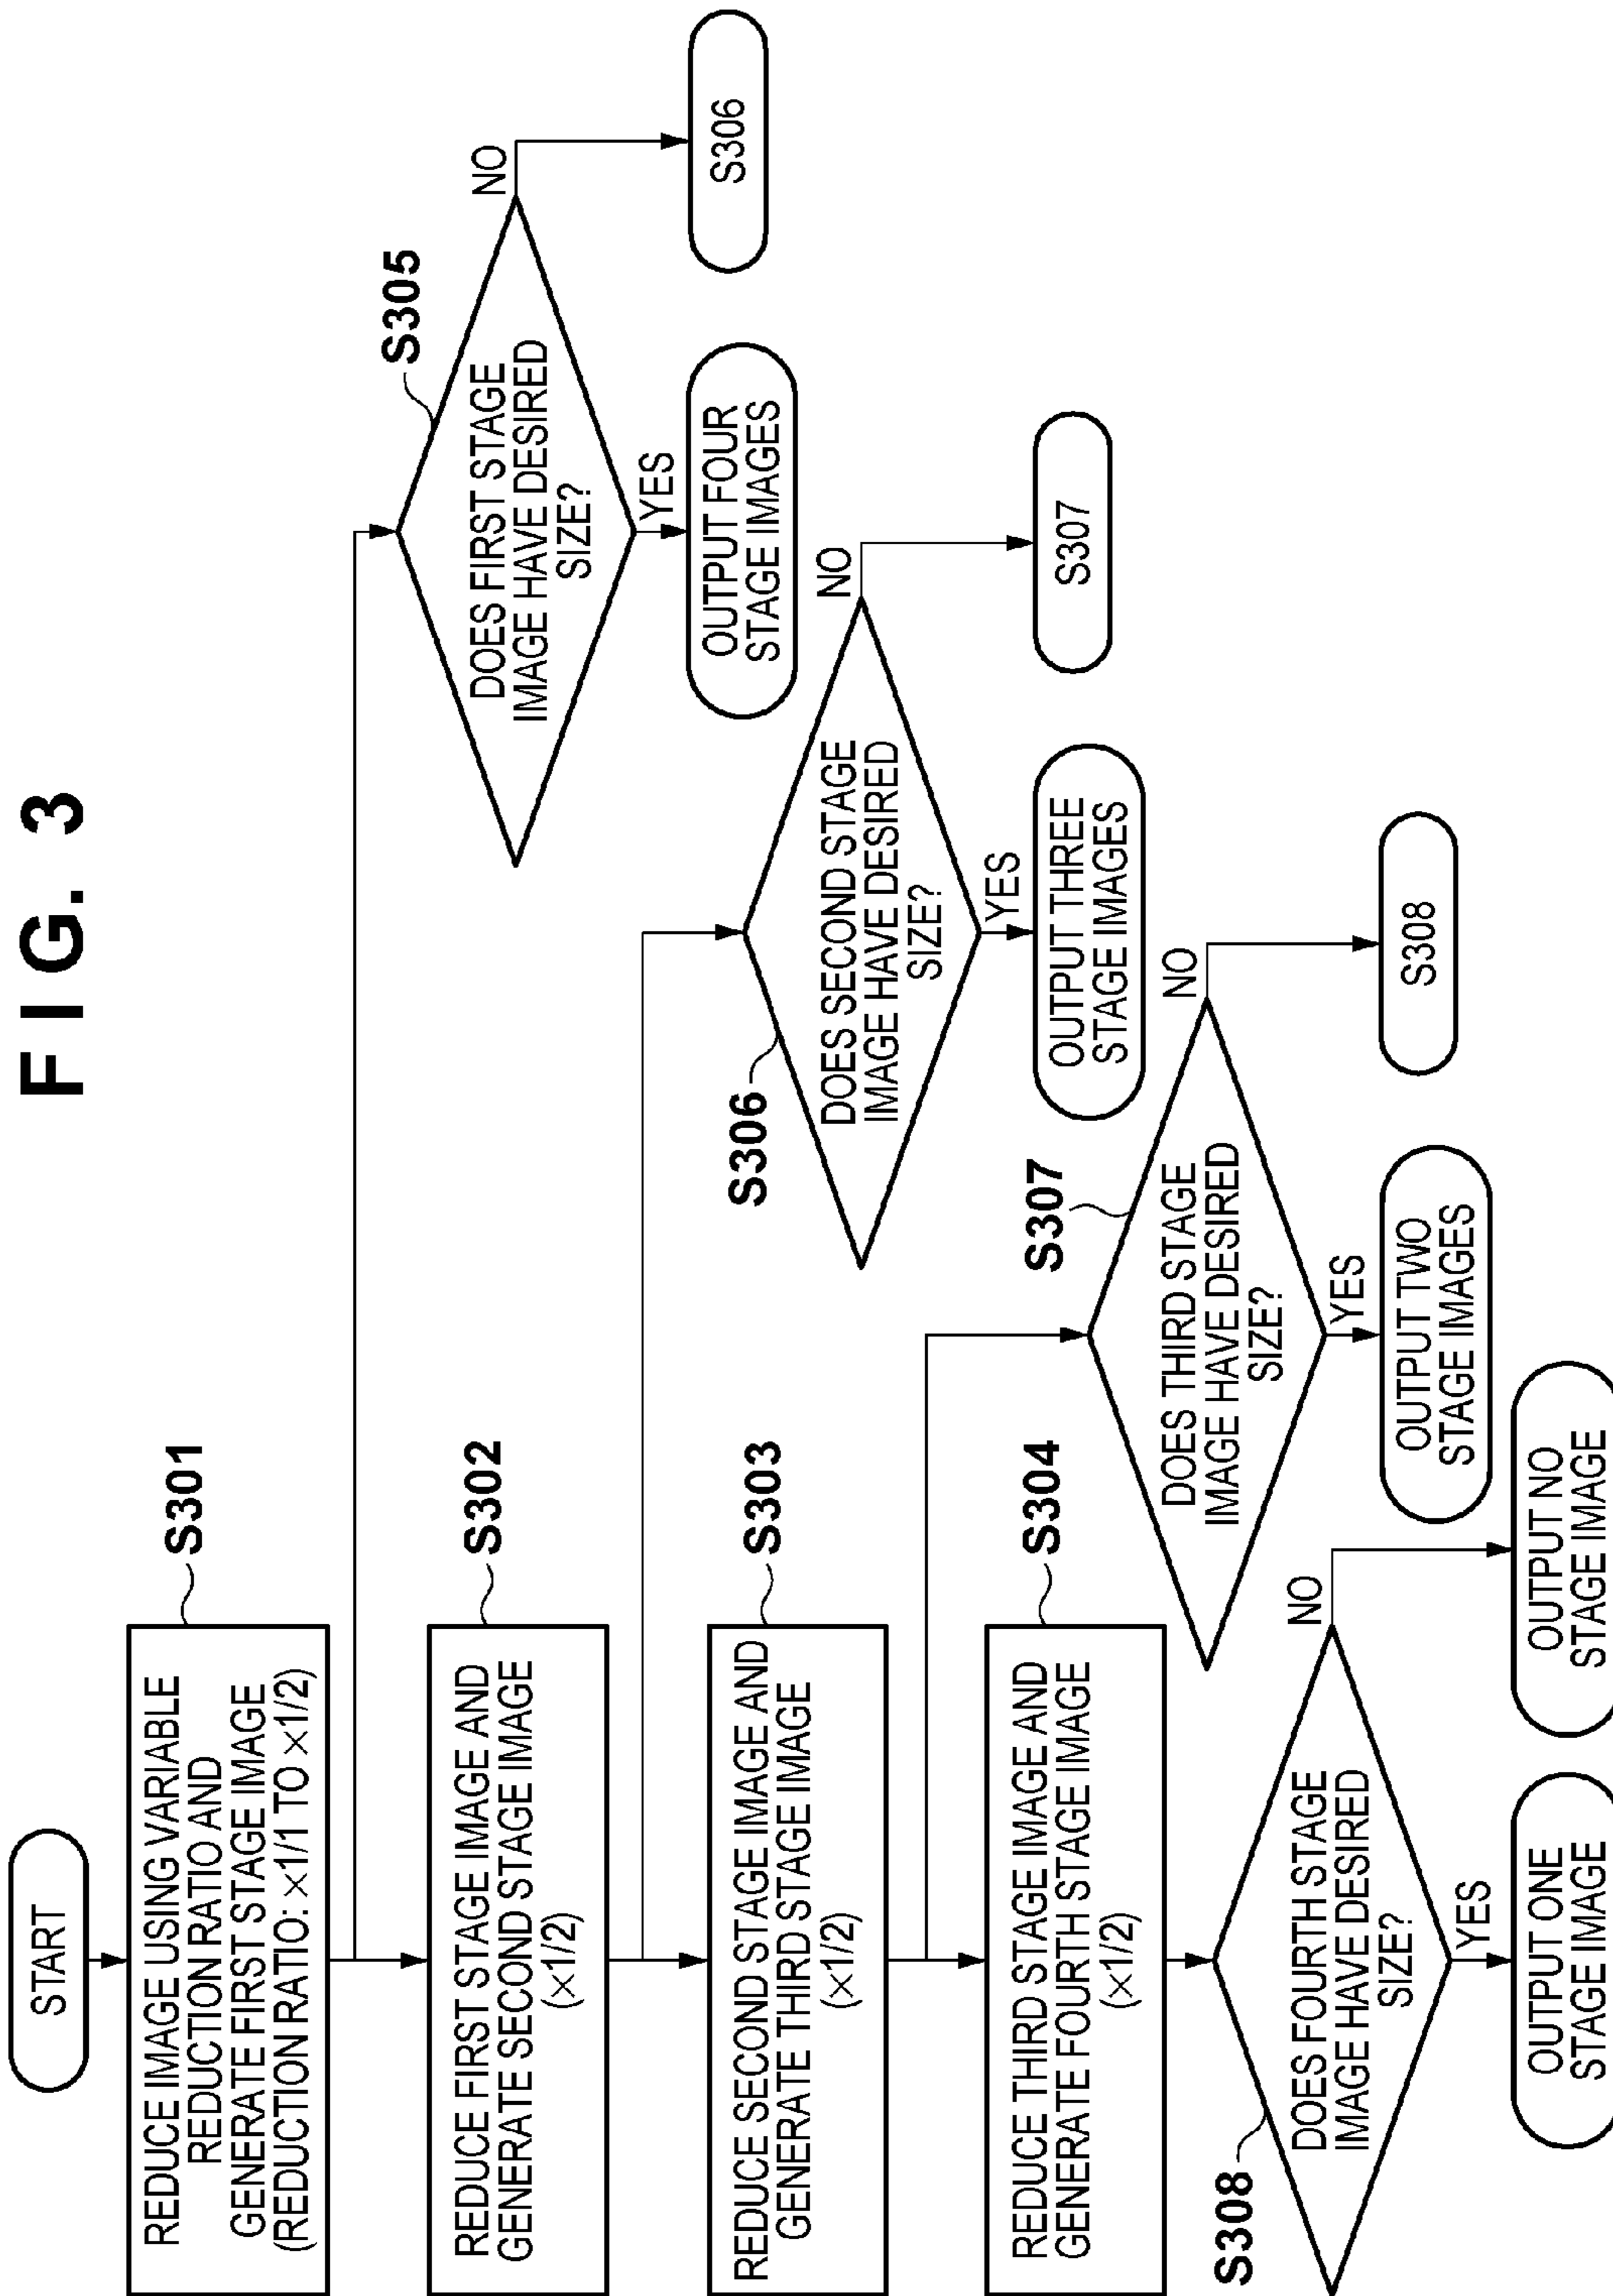 FIG. 3
START
REDUCE IMAGE USING VARIABLE
REDUCTION RATIO AND
GENERATE FIRST STAGE IMAGE
(REDUCTION RATIO: ×1/1 TO ×1/2)
S301
REDUCE FIRST STAGE IMAGE AND
GENERATE SECOND STAGE IMAGE
(×1/2)
S302
REDUCE SECOND STAGE IMAGE AND
GENERATE THIRD STAGE IMAGE
(×1/2)
S303
REDUCE THIRD STAGE IMAGE AND
GENERATE FOURTH STAGE IMAGE
(×1/2)
S304
S305
DOES FIRST STAGE
IMAGE HAVE DESIRED
SIZE?
NO
S306
YES
OUTPUT FOUR
STAGE IMAGES
S306
DOES SECOND STAGE
IMAGE HAVE DESIRED
SIZE?
NO
S307
YES
OUTPUT THREE
STAGE IMAGES
S307
DOES THIRD STAGE
IMAGE HAVE DESIRED
SIZE?
NO
S308
YES
OUTPUT TWO
STAGE IMAGES
S308
DOES FOURTH STAGE
IMAGE HAVE DESIRED
SIZE?
NO
OUTPUT NO
STAGE IMAGE
YES
OUTPUT ONE
STAGE IMAGE